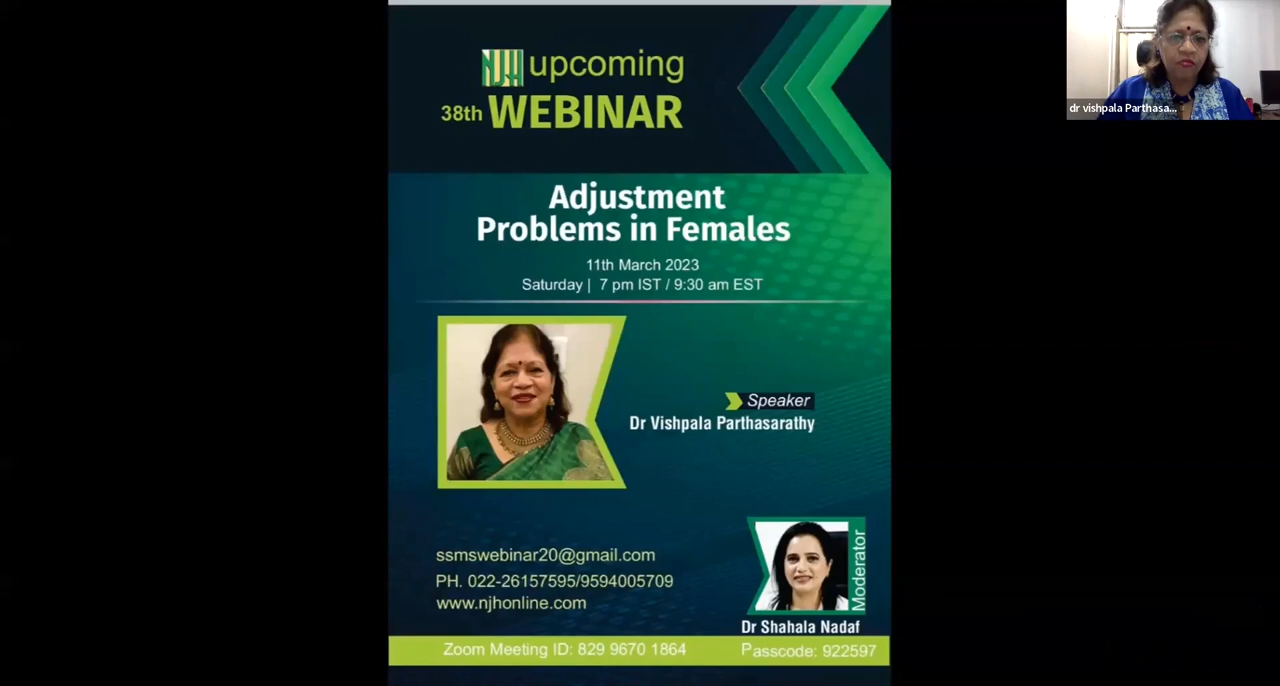 NJH upcoming
38th WEBINAR
Adjustment
Problems in Females
11th March 2023
Saturday | 7 pm IST / 9:30 am EST
Speaker
Dr Vishpala Parthasarathy
ssmswebinar20@gmail.com
PH. 022-26157595/9594005709
www.njhonline.com
Moderator
Dr Shahala Nadaf
Zoom Meeting ID: 829 9670 1864 Passcode: 922597
dr vishpala Parthasa...